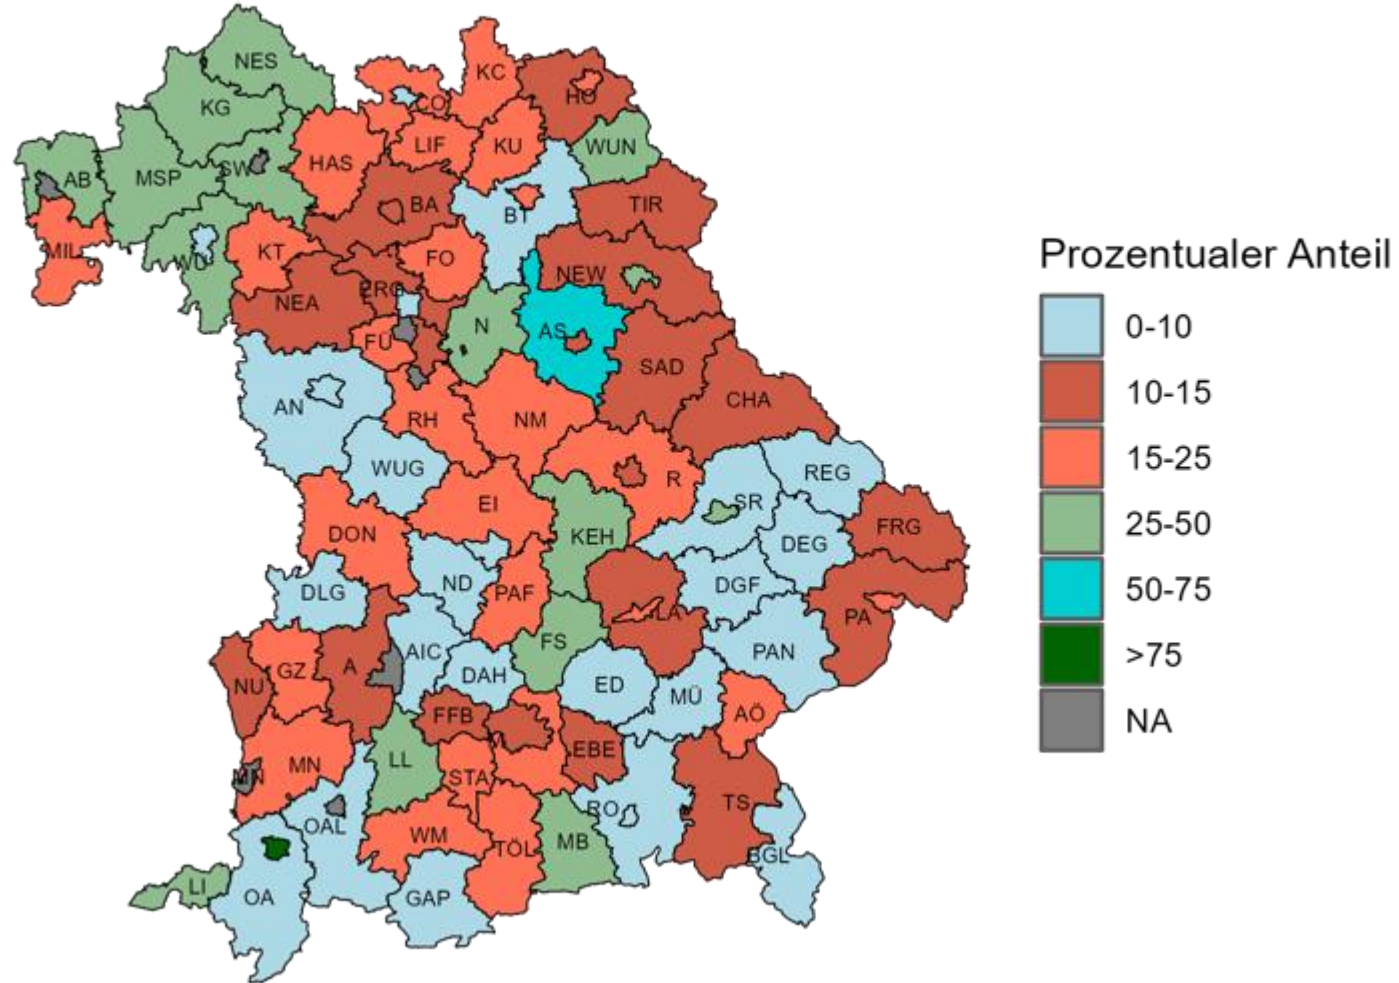 NES
KC
KG
HO
CO
LIF
KU
WUN
HAS
SW
AB
MSP
BA
TIR
BT
MIL
KT
FO
WÜ
NEW
ERH
NEA
N
AS
FÜ
SAD
CHA
AN
RH
NM
WUG
REG
R
EI
SR
FRG
DON
KEH
DEG
ND
DLG
PAF
DGF
LA
PA
FS
AIC
PAN
A
GZ
DAH
ED
NU
MÜ
AÖ
FFB
M
EBE
LL
MN
MN
STA
TS
RO
OAL
WM
MB
TÖL
BGL
LI
OA
GAP
Prozentualer Anteil
0-10
10-15
15-25
25-50
50-75
>75
NA